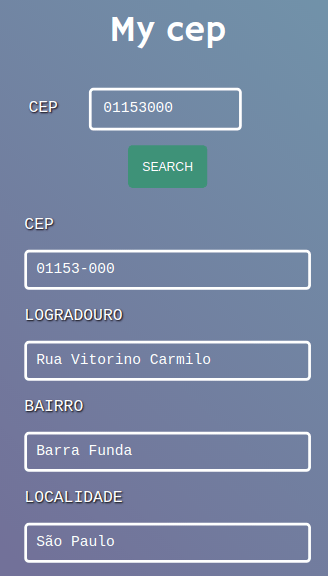 My cep
CEP 01153000
SEARCH
CEP
01153-000
LOGRADOURO
Rua Vitorino Carmilo
BAIRRO
Barra Funda
LOCALIDADE
São Paulo